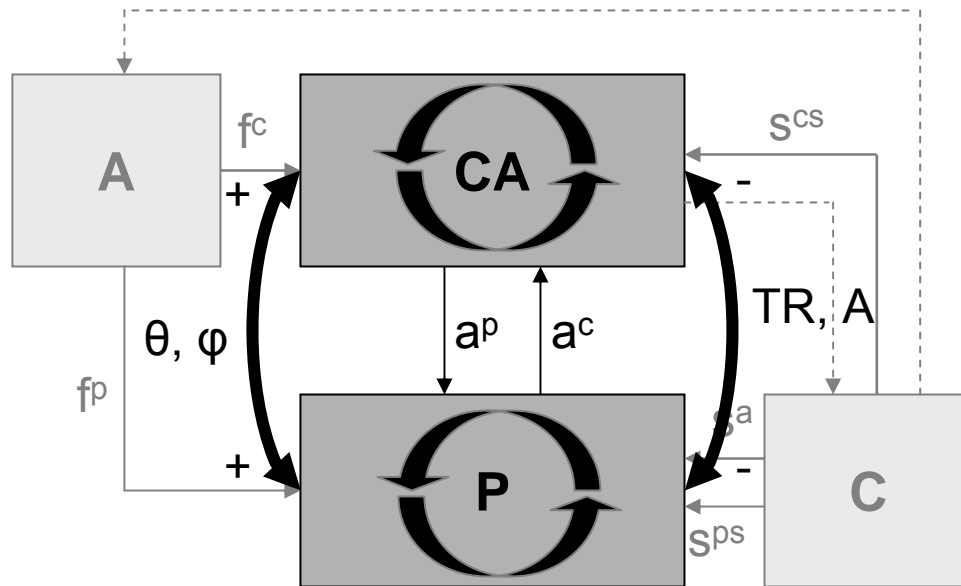 fᶜ
sᶜˢ
A
CA
+
-
TR, A
θ, φ
aᵖ
aᶜ
fᵖ
sᵃ
+
-
P
C
sᵖˢ